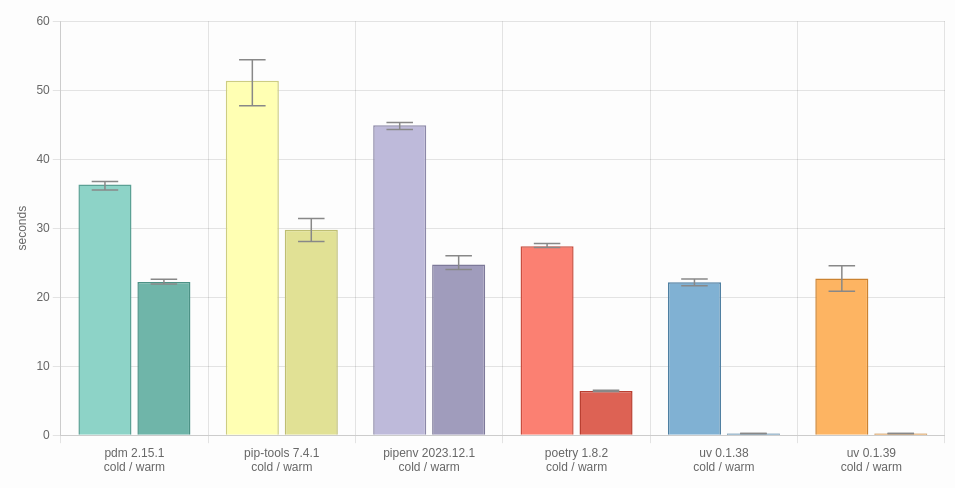 60
50
40
30
20
10
0
seconds
pdm 2.15.1
cold / warm
pip-tools 7.4.1
cold / warm
pipenv 2023.12.1
cold / warm
poetry 1.8.2
cold / warm
uv 0.1.38
cold / warm
uv 0.1.39
cold / warm